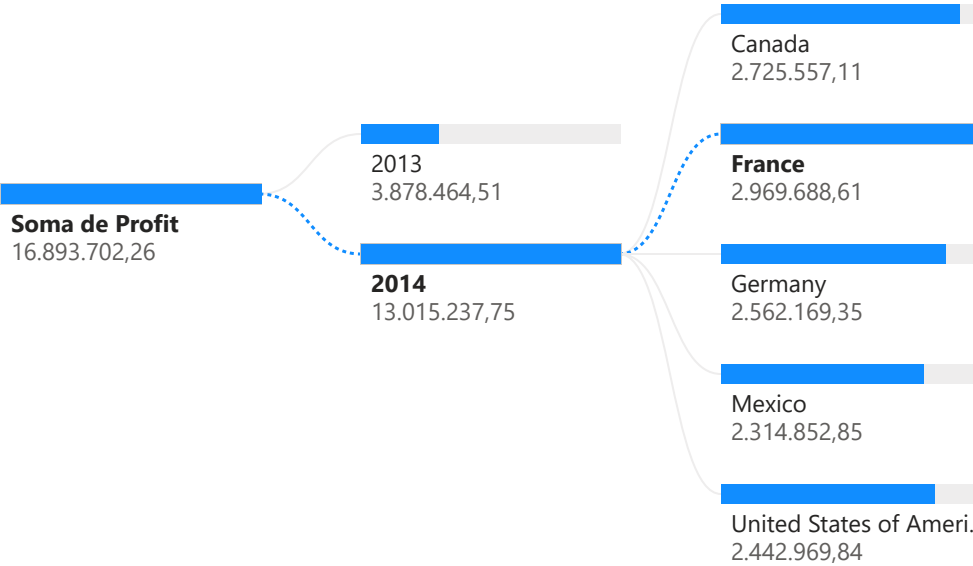 Soma de Profit
16.893.702,26
2013
3.878.464,51
2014
13.015.237,75
Canada
2.725.557,11
France
2.969.688,61
Germany
2.562.169,35
Mexico
2.314.852,85
United States of Ameri.
2.442.969,84